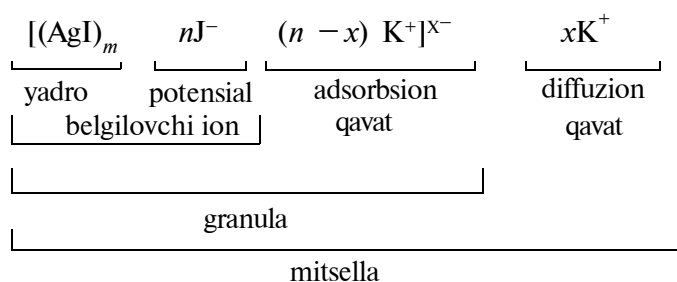 [(AgI)ₘ nJ⁻ (n − x) K⁺]ˣ⁻ xK⁺
yadro potensial adsorbsion diffuzion
belgilovchi ion qavat qavat
granula
mitsella